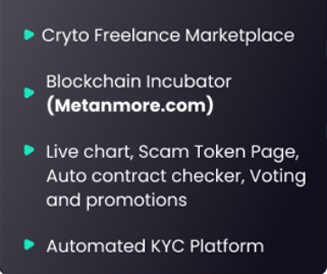 Cryto Freelance Marketplace
Blockchain Incubator
(Metanmore.com)
Live chart, Scam Token Page,
Auto contract checker, Voting
and promotions
Automated KYC Platform